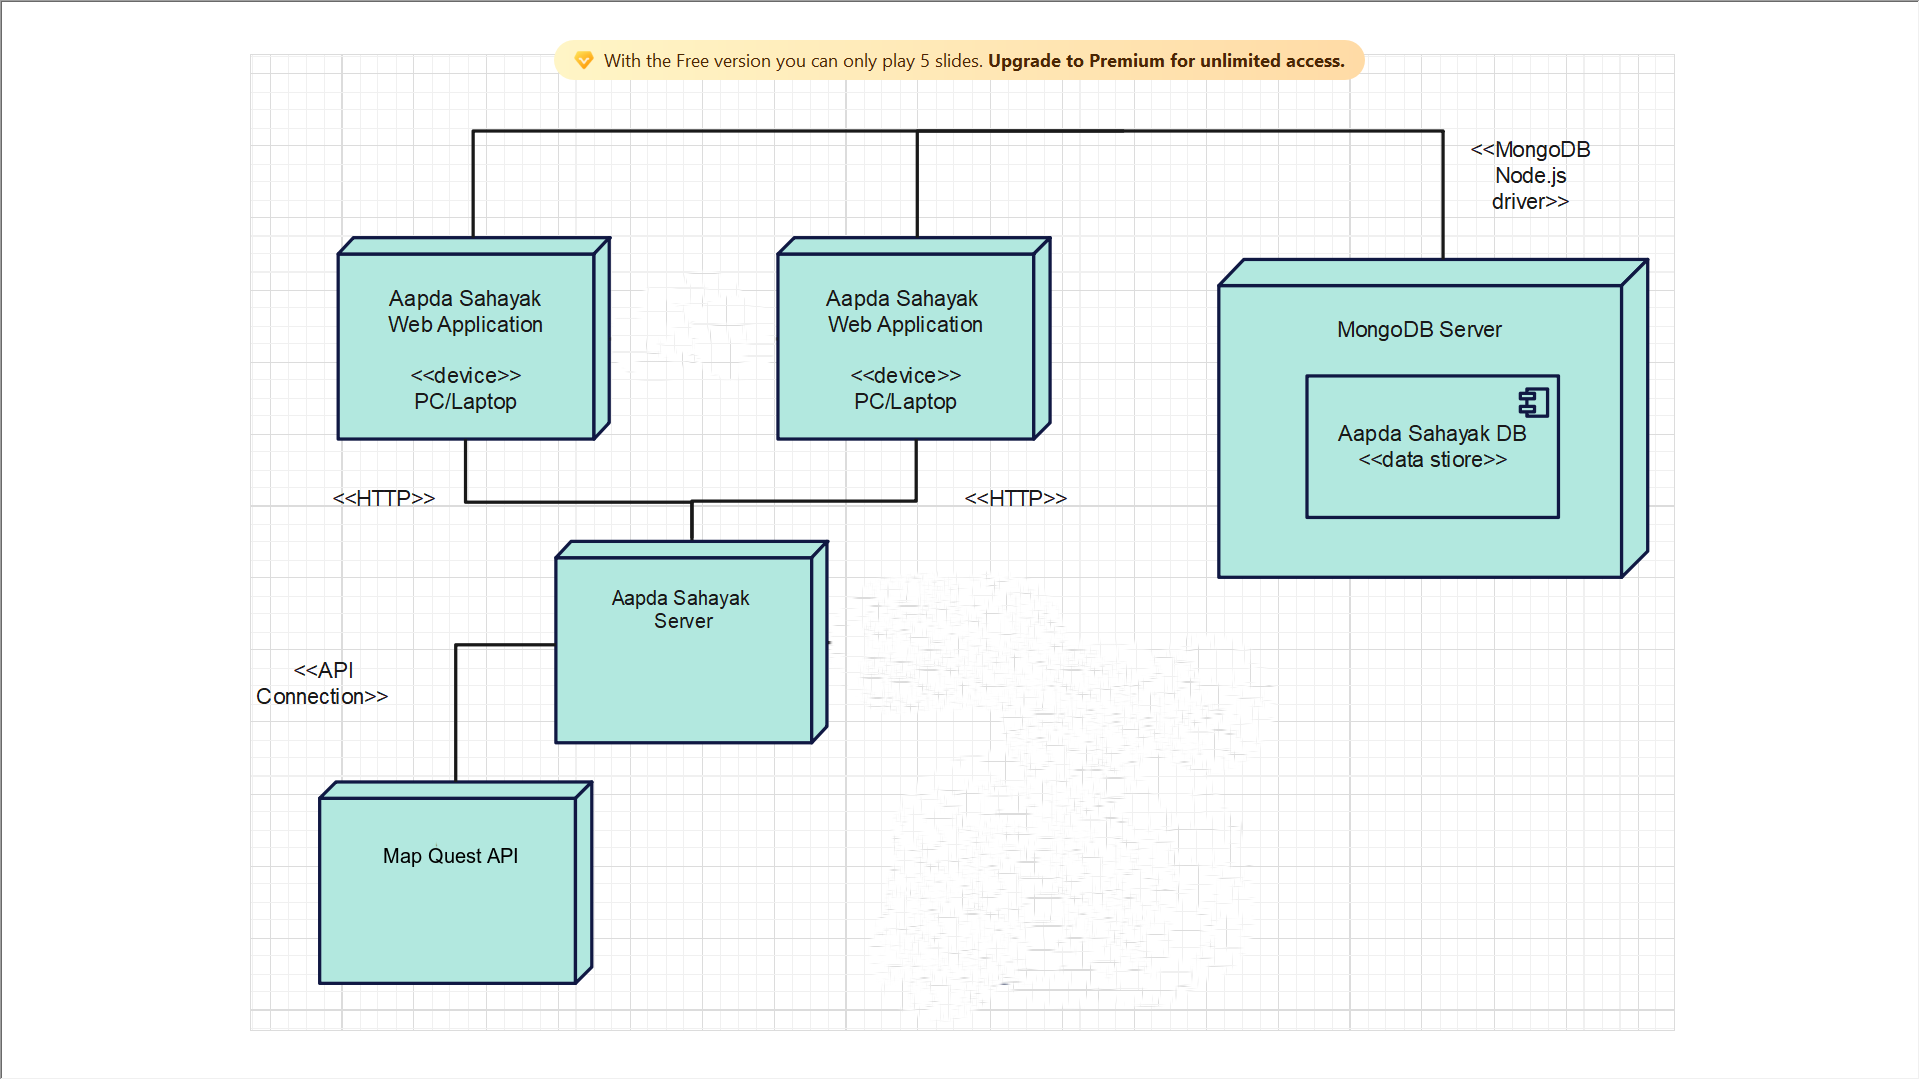 With the Free version you can only play 5 slides. Upgrade to Premium for unlimited access.
<<MongoDB
Node.js
driver>>
Aapda Sahayak
Web Application
<<device>>
PC/Laptop
Aapda Sahayak
Web Application
<<device>>
PC/Laptop
MongoDB Server
Aapda Sahayak DB
<<data stiore>>
<<HTTP>>
<<HTTP>>
Aapda Sahayak
Server
<<API
Connection>>
Map Quest API